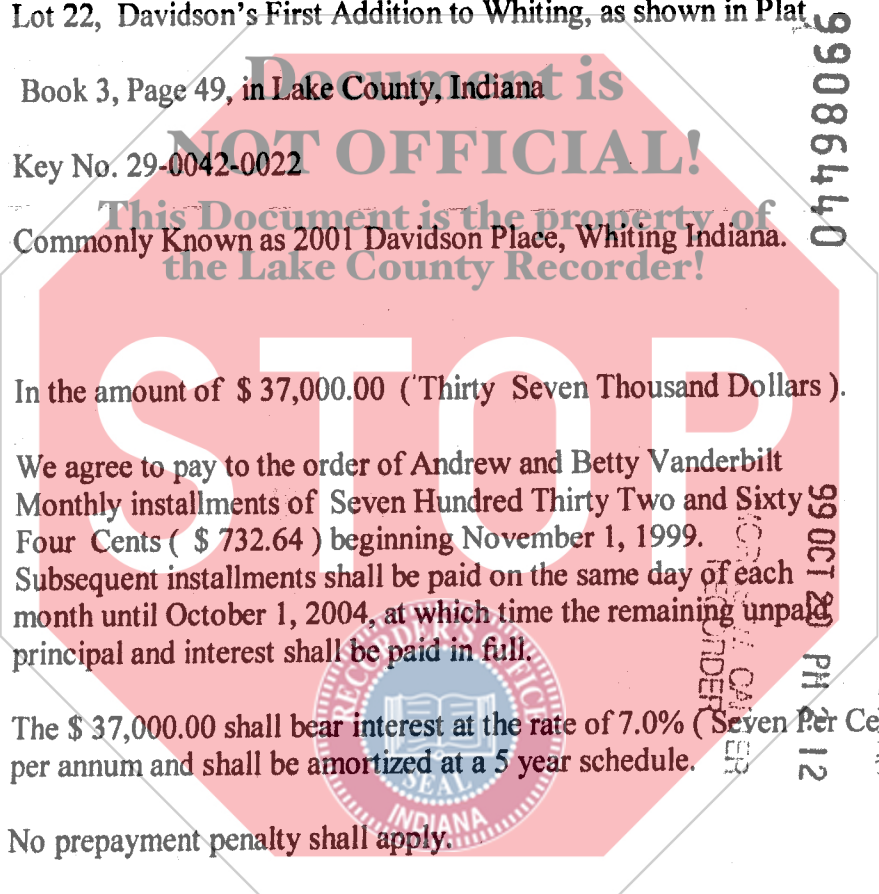 Lot 22, Davidson's First Addition to Whiting, as shown in Plat
Book 3, Page 49, in Lake County, Indiana
Key No. 29-0042-0022
Commonly Known as 2001 Davidson Place, Whiting Indiana.
Document is
NOT OFFICIAL!
This Document is the property of
the Lake County Recorder!
STOP
In the amount of $ 37,000.00 ( Thirty Seven Thousand Dollars ).
We agree to pay to the order of Andrew and Betty Vanderbilt
Monthly installments of Seven Hundred Thirty Two and Sixty
Four Cents ( $ 732.64 ) beginning November 1, 1999.
Subsequent installments shall be paid on the same day of each
month until October 1, 2004, at which time the remaining unpaid
principal and interest shall be paid in full.
The $ 37,000.00 shall bear interest at the rate of 7.0% ( Seven Per Ce
per annum and shall be amortized at a 5 year schedule.
No prepayment penalty shall apply.
RECORDER'S OFFICE
SEAL
INDIANA
99086440
99 OCT 20 PM 2 12
RECORDER